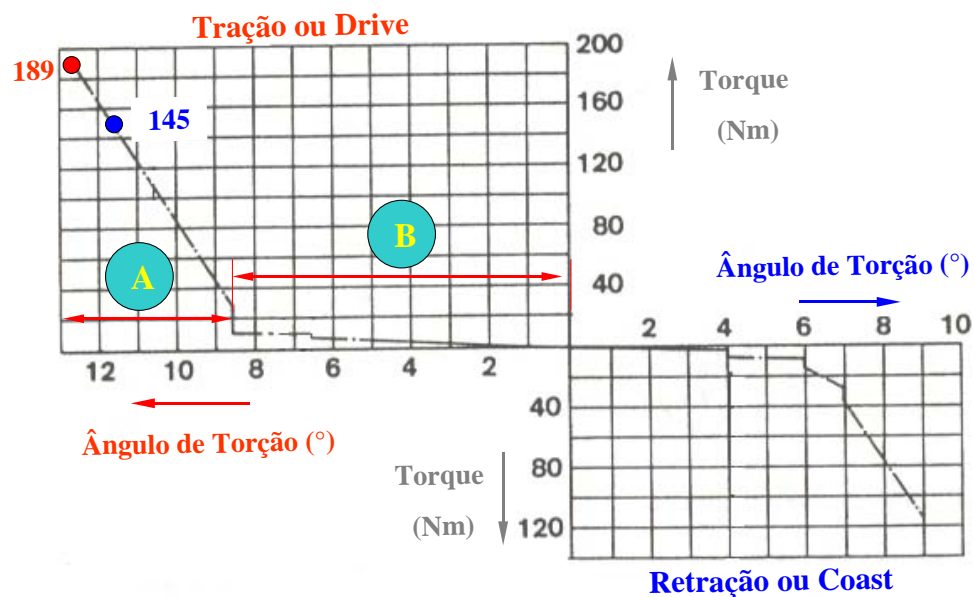 Tração ou Drive
200
189
Torque
160
145
(Nm)
120
80
B
Ângulo de Torção (°)
A
40
2 4 6 8 10
12 10 8 6 4 2
40
Ângulo de Torção (°)
Torque
80
(Nm)
120
Retração ou Coast